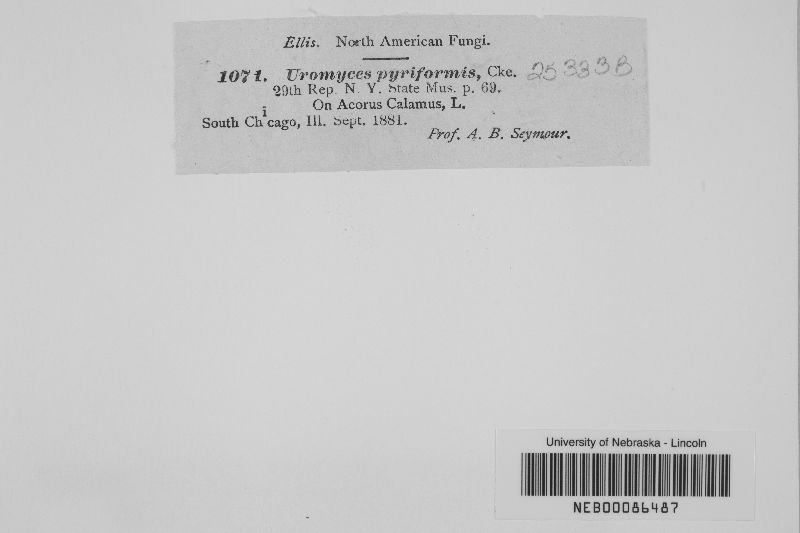 Ellis. North American Fungi.
1071. Uromyces pyriformis, Cke. 25333B
29th Rep. N. Y. State Mus. p. 69.
On Acorus Calamus, L.
South Chicago, Ill. Sept. 1881.
Prof. A. B. Seymour.
University of Nebraska - Lincoln
NEB00086487